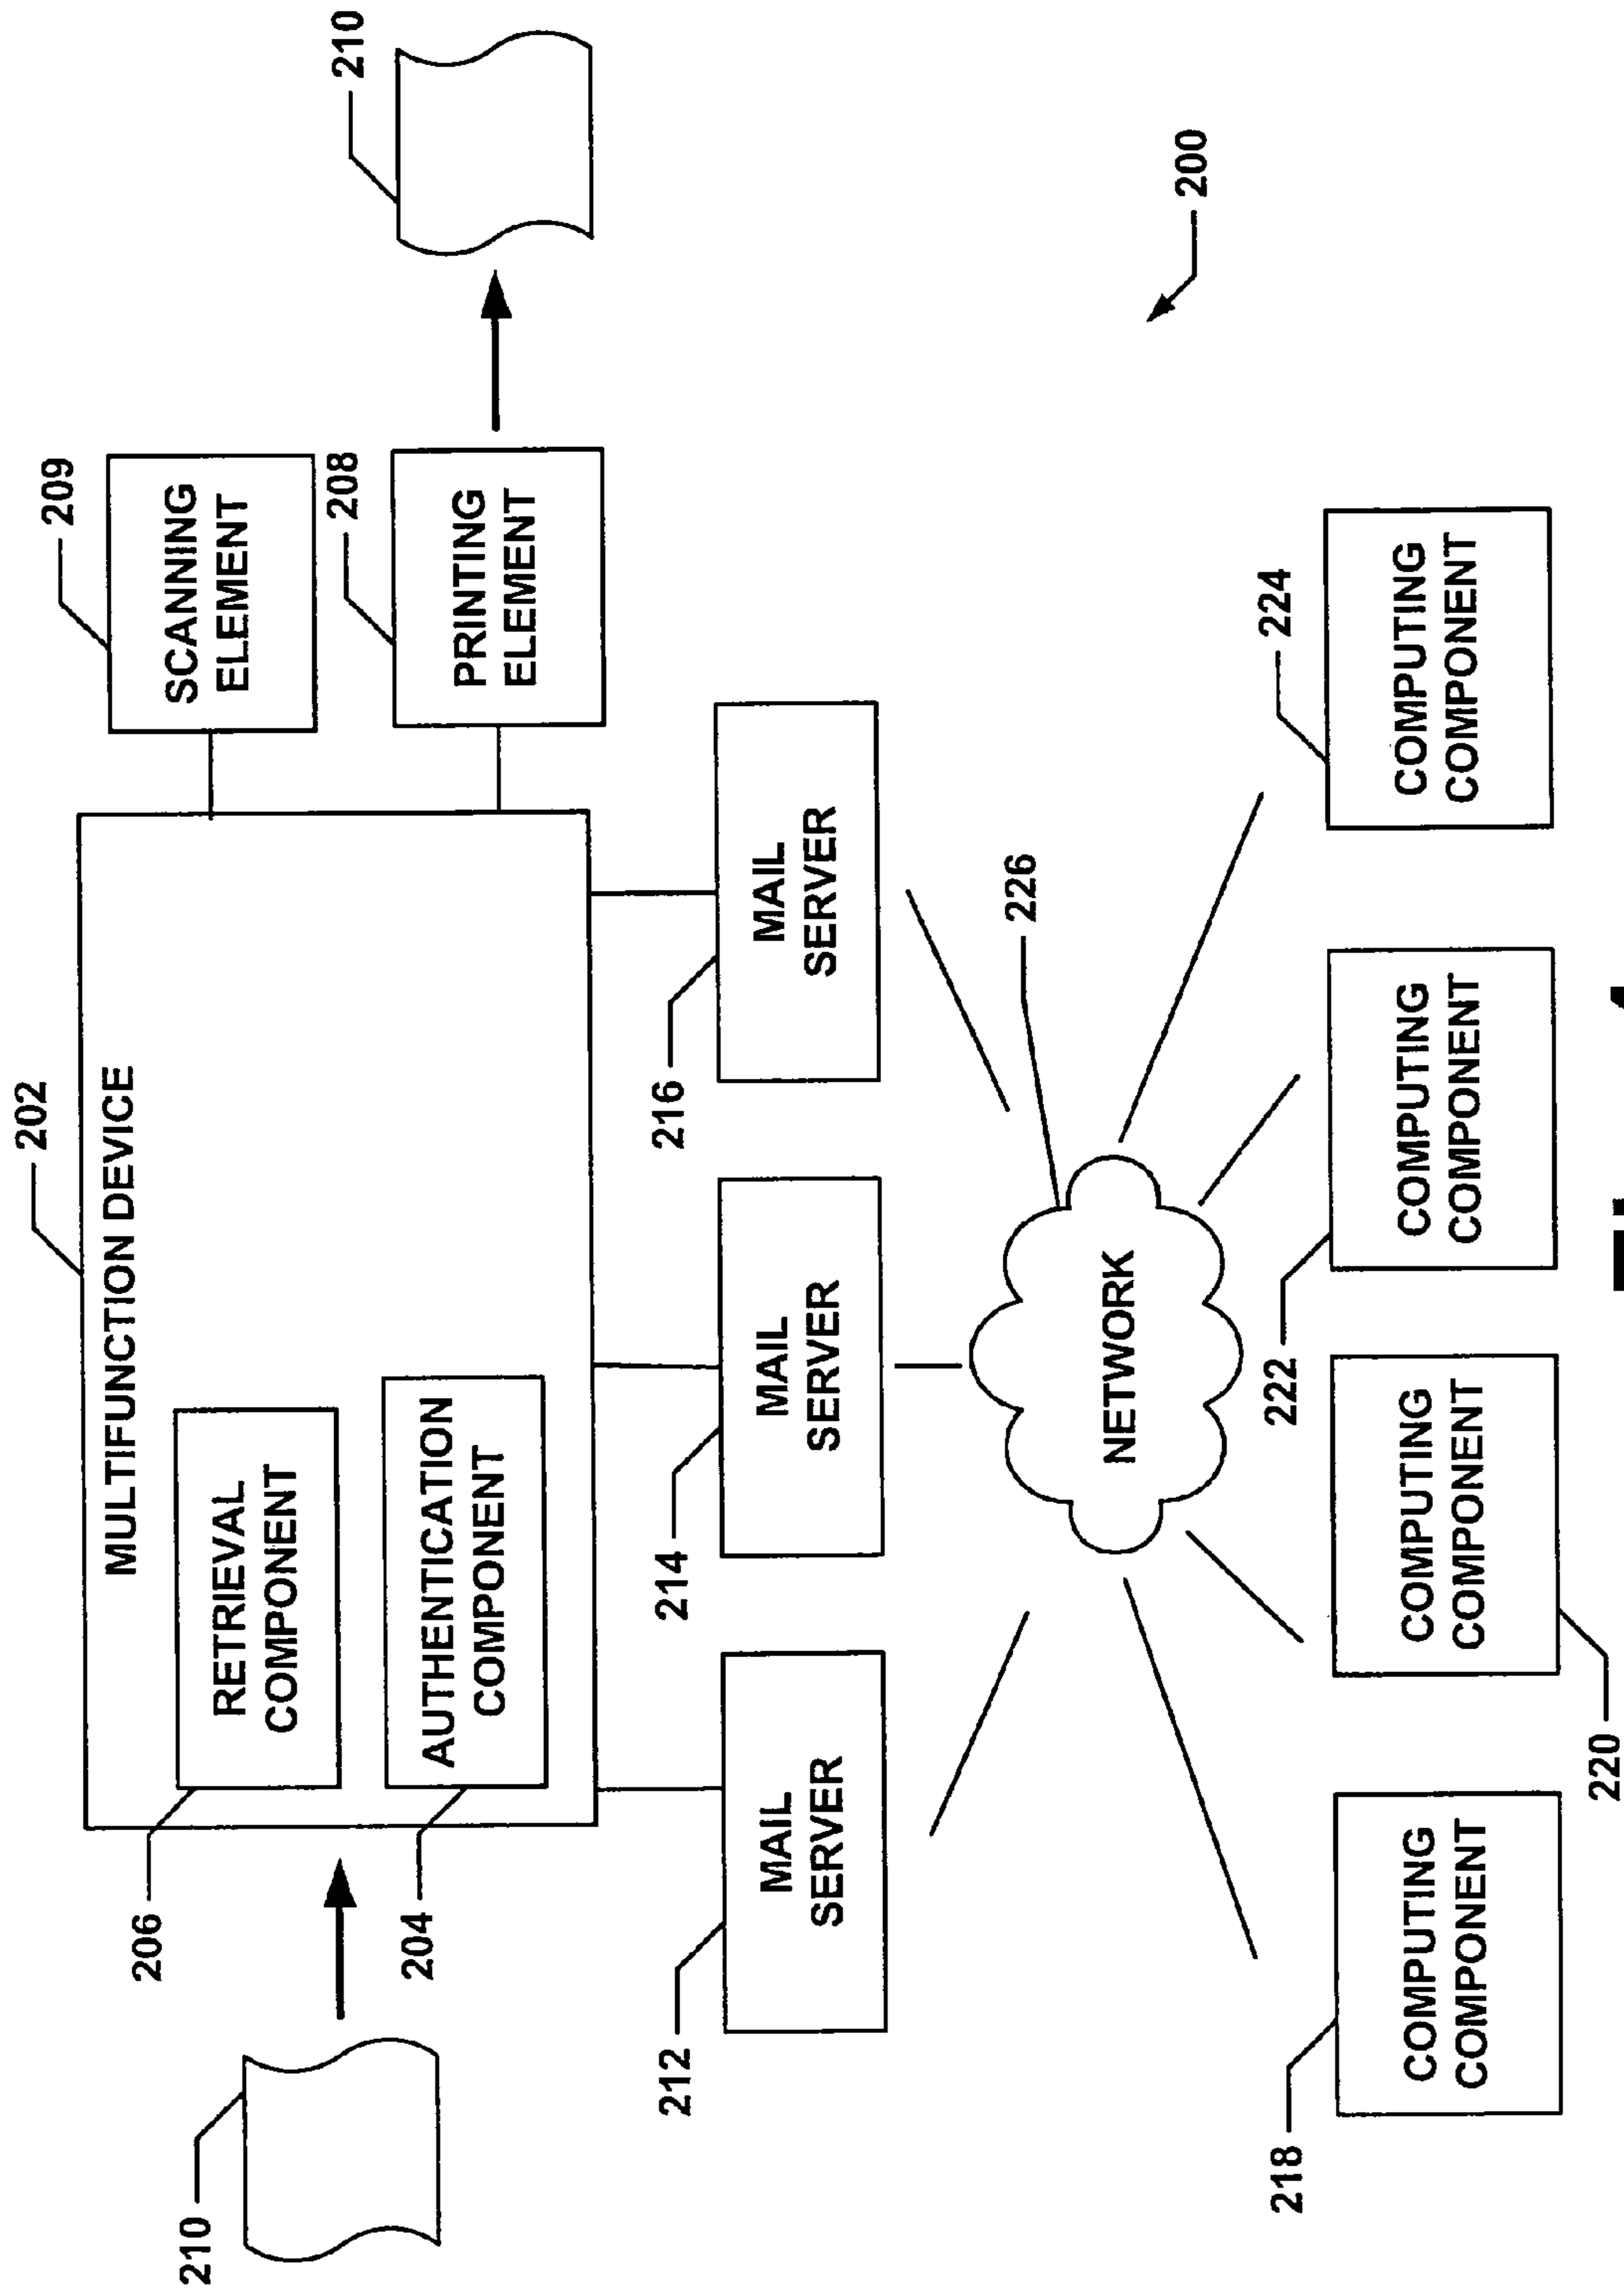 202
MULTIFUNCTION DEVICE
210
206
RETRIEVAL
COMPONENT
204
AUTHENTICATION
COMPONENT
209
SCANNING
ELEMENT
208
PRINTING
ELEMENT
210
212
MAIL
SERVER
214
MAIL
SERVER
216
MAIL
SERVER
226
NETWORK
200
218
COMPUTING
COMPONENT
220
COMPUTING
COMPONENT
222
COMPUTING
COMPONENT
224
COMPUTING
COMPONENT